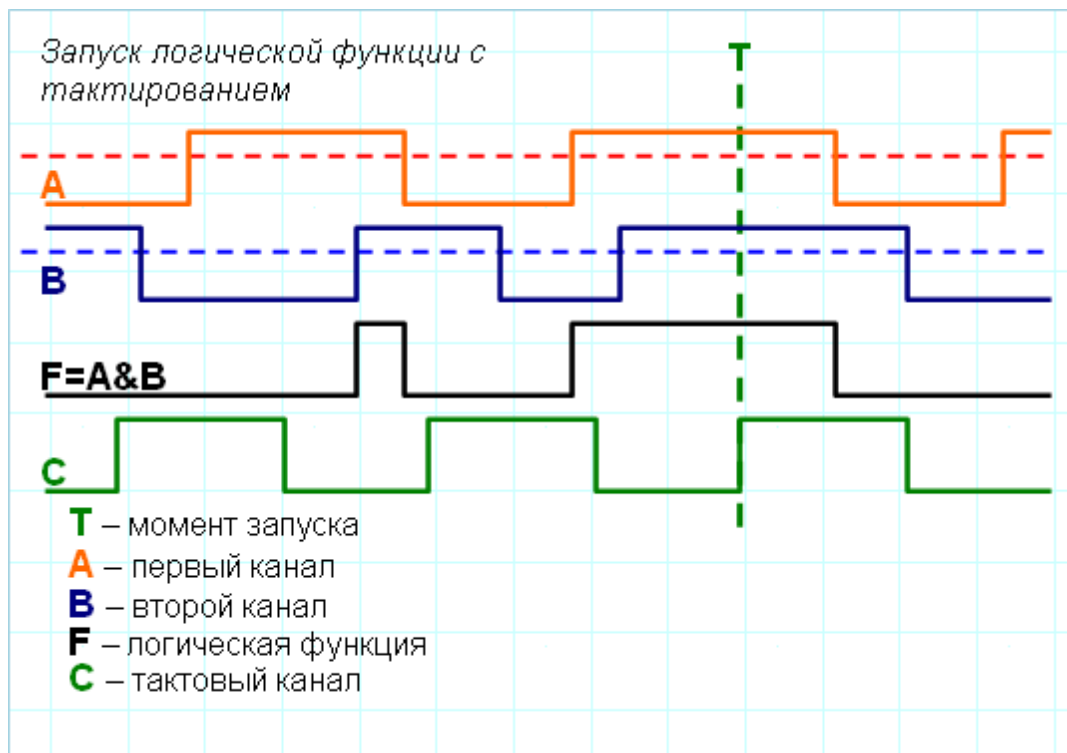 Запуск логической функции с
тактированием
T
A
B
F=A&B
C
T – момент запуска
A – первый канал
B – второй канал
F – логическая функция
C – тактовый канал